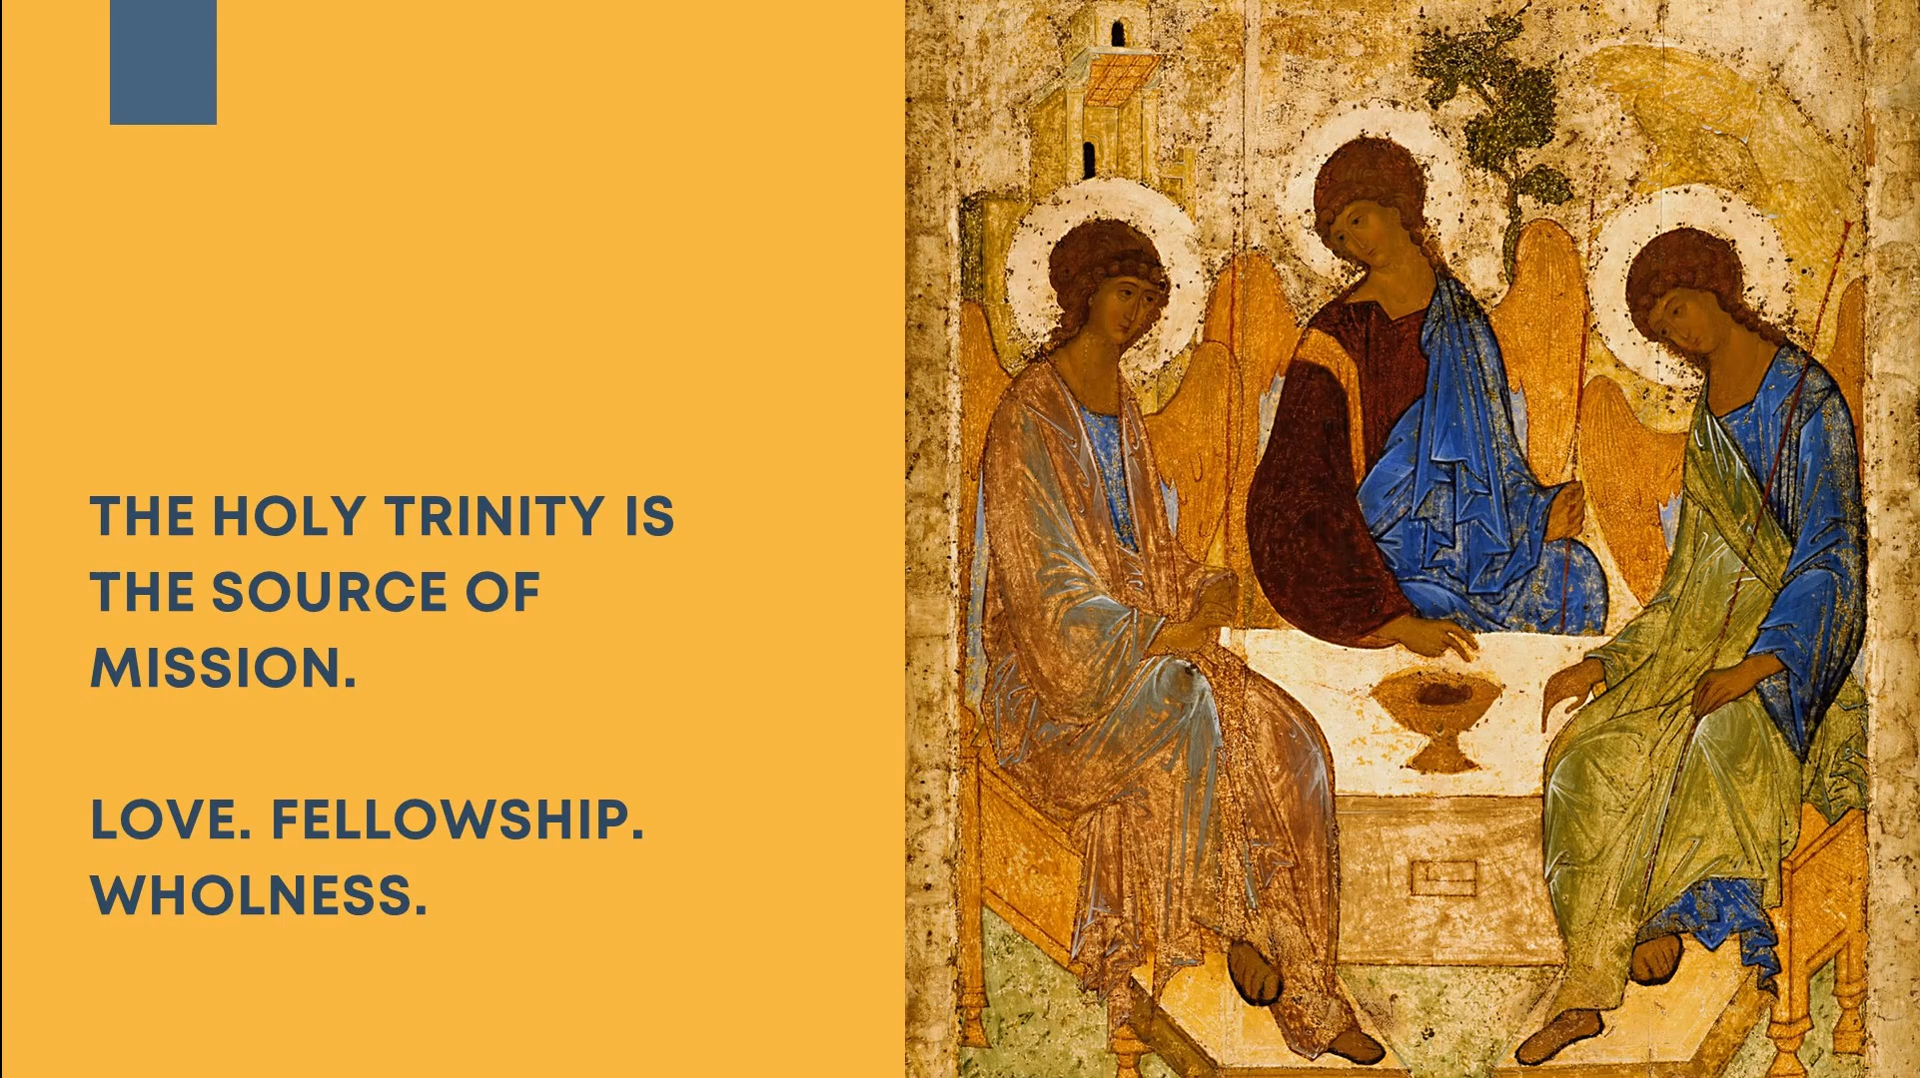 THE HOLY TRINITY IS
THE SOURCE OF
MISSION.
LOVE. FELLOWSHIP.
WHOLNESS.